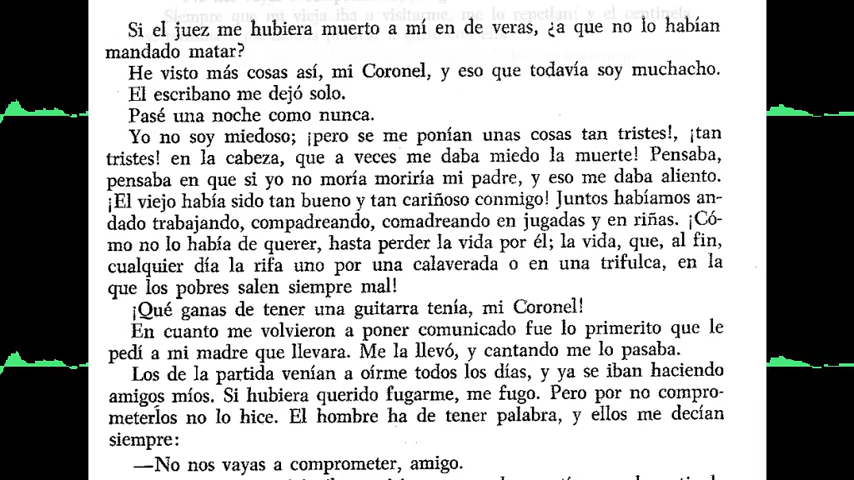 Si el juez me hubiera muerto a mí en de veras, ¿a que no lo habían
mandado matar?
He visto más cosas así, mi Coronel, y eso que todavía soy muchacho.
El escribano me dejó solo.
Pasé una noche como nunca.
Yo no soy miedoso; ¡pero se me ponían unas cosas tan tristes!, ¡tan
tristes! en la cabeza, que a veces me daba miedo la muerte! Pensaba,
pensaba en que si yo no moría moriría mi padre, y eso me daba aliento.
¡El viejo había sido tan bueno y tan cariñoso conmigo! Juntos habíamos an-
dado trabajando, compadreando, comadreando en jugadas y en riñas. ¡Có-
mo no lo había de querer, hasta perder la vida por él; la vida, que, al fin,
cualquier día la rifa uno por una calaverada o en una trifulca, en la
que los pobres salen siempre mal!
¡Qué ganas de tener una guitarra tenía, mi Coronel!
En cuanto me volvieron a poner comunicado fue lo primerito que le
pedí a mi madre que llevara. Me la llevó, y cantando me lo pasaba.
Los de la partida venían a oírme todos los días, y ya se iban haciendo
amigos míos. Si hubiera querido fugarme, me fugo. Pero por no compro-
meterlos no lo hice. El hombre ha de tener palabra, y ellos me decían
siempre:
—No nos vayas a comprometer, amigo.